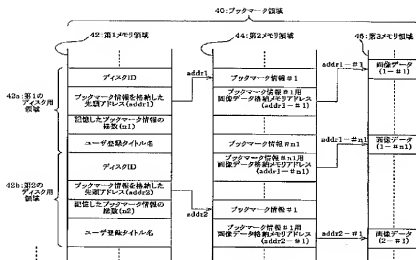 40:ブックマーク領域
42:第1メモリ領域
44:第2メモリ領域
46:第3メモリ領域
42a:第1の
ディスク用
領域
ディスクID
ブックマーク情報を格納した
先頭アドレス(addr1)
記憶したブックマーク情報の
総数(n1)
ユーザ登録タイトル名
42b:第2の
ディスク用
領域
ディスクID
ブックマーク情報を格納した
先頭アドレス(addr2)
記憶したブックマーク情報の
総数(n2)
ユーザ登録タイトル名
addr1
ブックマーク情報#1
ブックマーク情報#1用
画像データ格納メモリアドレス
(addr1-#1)
ブックマーク情報#n1
ブックマーク情報#n1用
画像データ格納メモリアドレス
(addr1-#n1)
addr2
ブックマーク情報#1
ブックマーク情報#1用
画像データ格納メモリアドレス
(addr2-#1)
addr1-#1
画像データ
(1-#1)
addr1-#n1
画像データ
(1-#n1)
addr2-#1
画像データ
(2-#1)